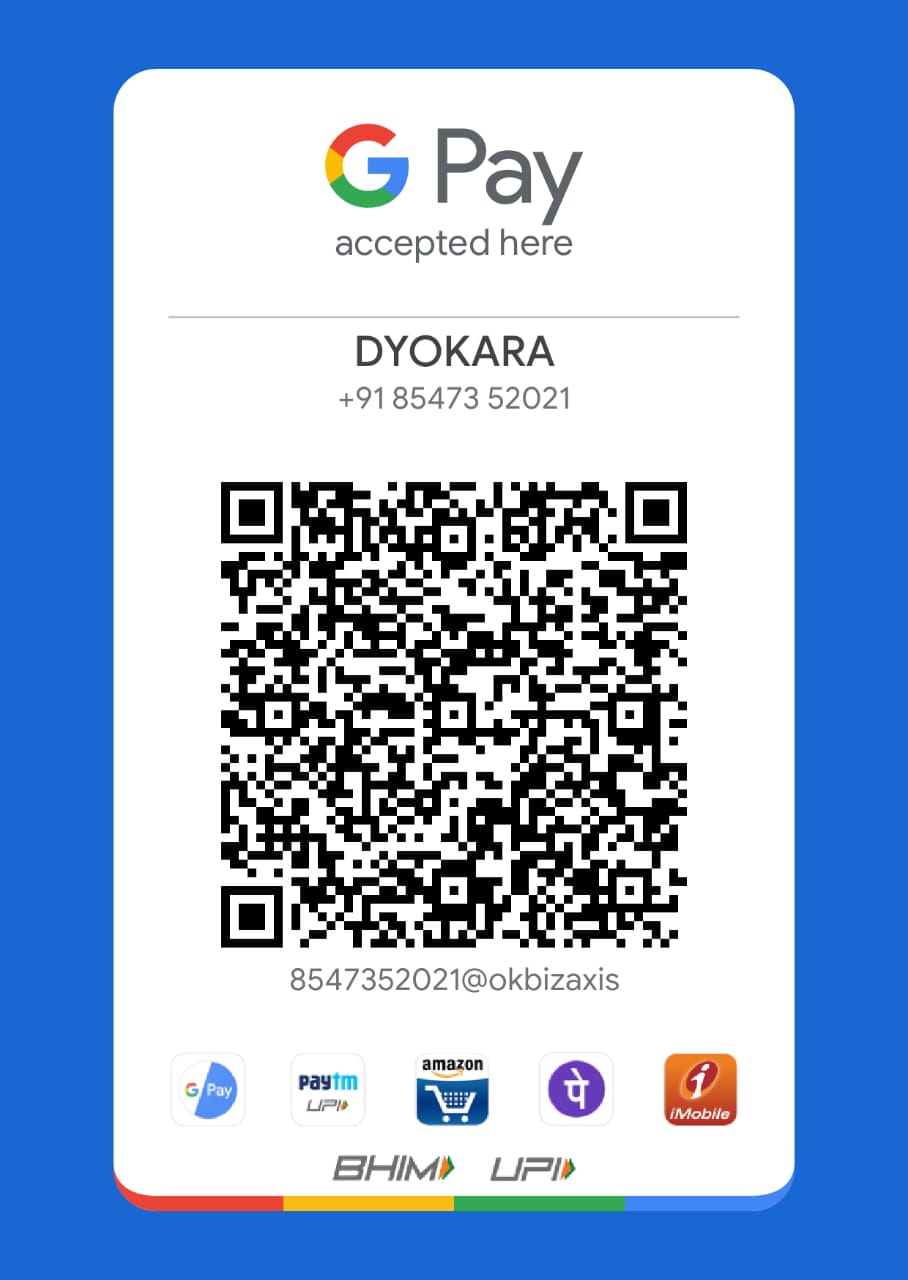 G Pay
accepted here
DYOKARA
+91 85473 52021
8547352021@okbizaxis
G Pay
paytm
UPI
amazon
पे
i
iMobile
BHIM UPI